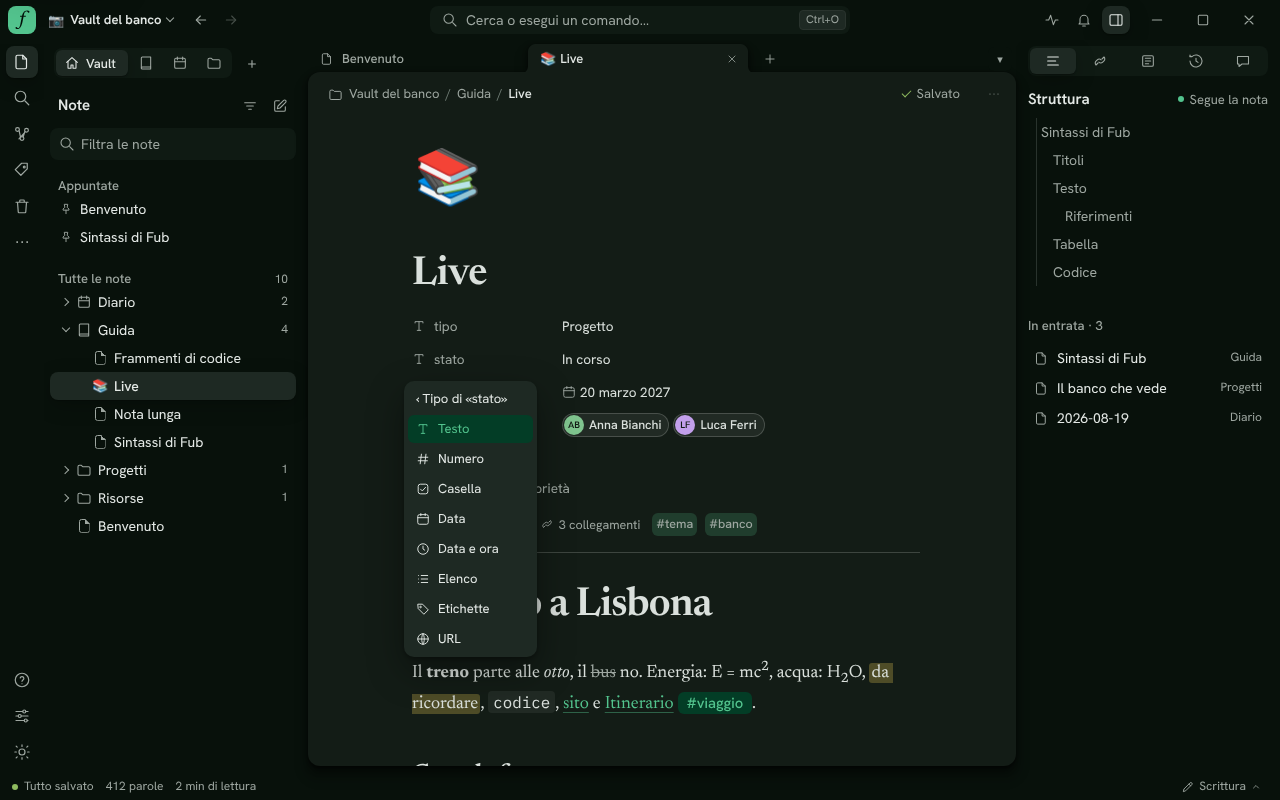 Vault del banco
Cerca o esegui un comando...
Ctrl+O
Vault
Benvenuto
Live
Note
Filtra le note
Appuntate
Benvenuto
Sintassi di Fub
Tutte le note 10
Diario 2
Guida 4
Frammenti di codice
Live
Nota lunga
Sintassi di Fub
Progetti 1
Risorse 1
Benvenuto
Vault del banco / Guida / Live
Salvato
Live
tipo Progetto
stato In corso
20 marzo 2027
AB Anna Bianchi LF Luca Ferri
‹ Tipo di «stato»
Testo
Numero
Casella
Data
Data e ora
Elenco
Etichette
URL
prietà
3 collegamenti #tema #banco
a Lisbona
Il treno parte alle otto, il bus no. Energia: E = mc², acqua: H₂O, da
ricordare, codice, sito e Itinerario #viaggio.
Struttura
Segue la nota
Sintassi di Fub
Titoli
Testo
Riferimenti
Tabella
Codice
In entrata · 3
Sintassi di Fub Guida
Il banco che vede Progetti
2026-08-19 Diario
Tutto salvato 412 parole 2 min di lettura
Scrittura